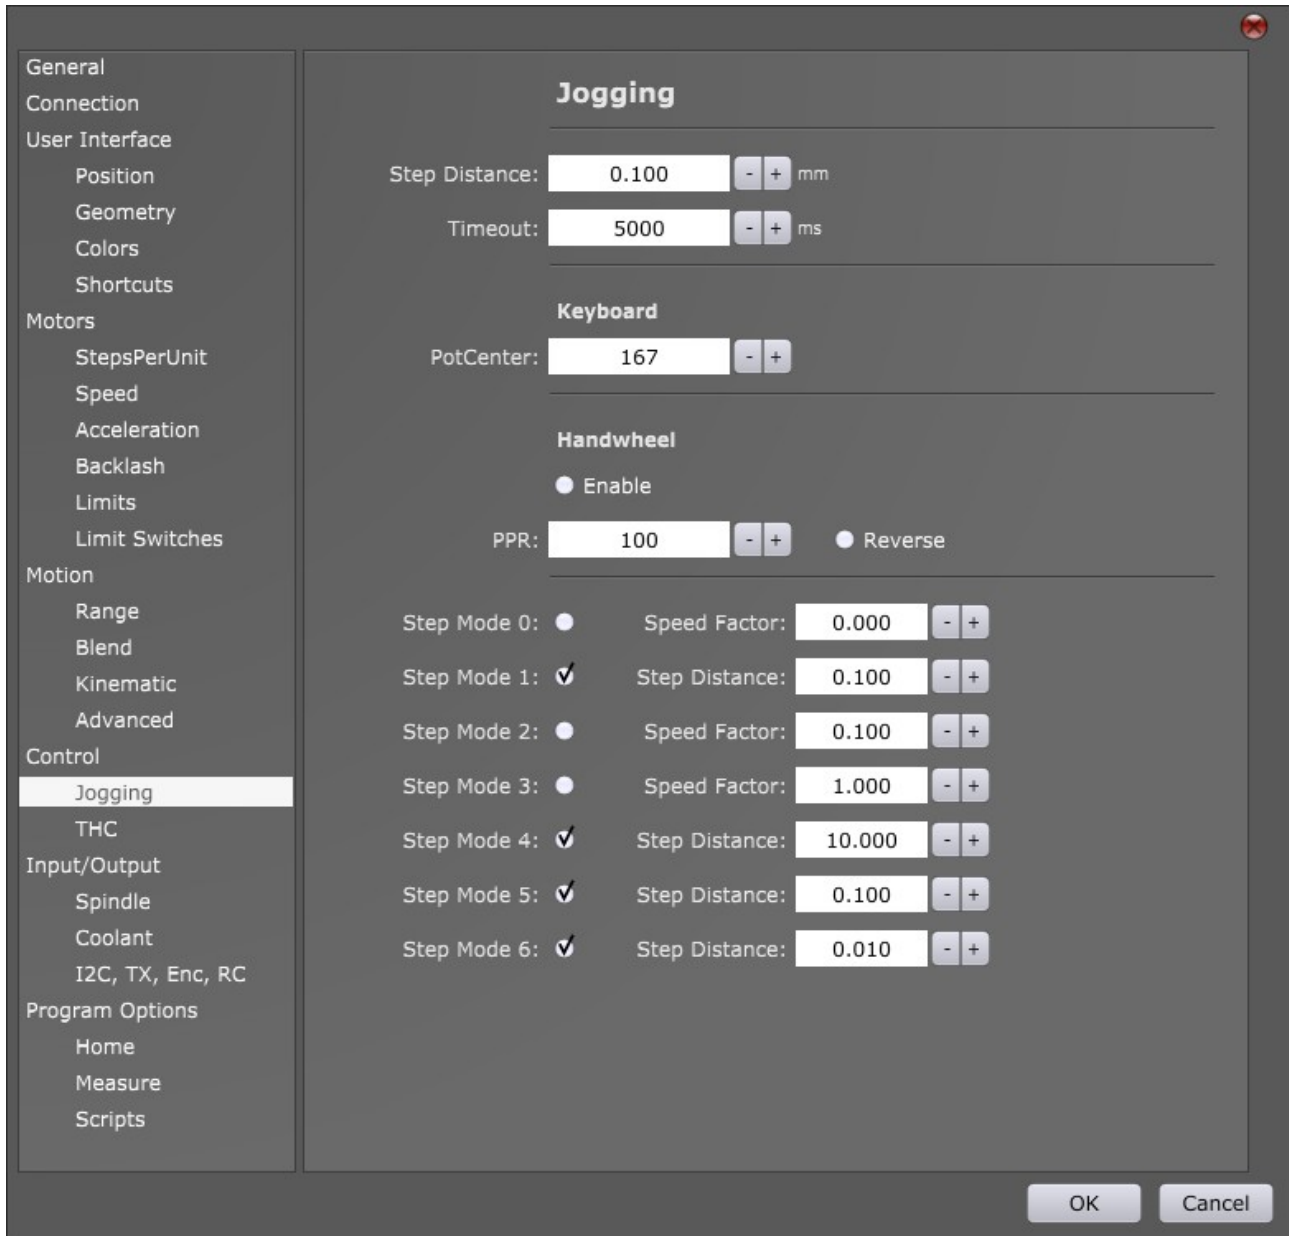 General
Connection
User Interface
Position
Geometry
Colors
Shortcuts
Motors
StepsPerUnit
Speed
Acceleration
Backlash
Limits
Limit Switches
Motion
Range
Blend
Kinematic
Advanced
Control
Jogging
THC
Input/Output
Spindle
Coolant
I2C, TX, Enc, RC
Program Options
Home
Measure
Scripts
Jogging
Step Distance: 0.100 - + mm
Timeout: 5000 - + ms
Keyboard
PotCenter: 167 - +
Handwheel
Enable
PPR: 100 - + Reverse
Step Mode 0: Speed Factor: 0.000 - +
Step Mode 1: Step Distance: 0.100 - +
Step Mode 2: Speed Factor: 0.100 - +
Step Mode 3: Speed Factor: 1.000 - +
Step Mode 4: Step Distance: 10.000 - +
Step Mode 5: Step Distance: 0.100 - +
Step Mode 6: Step Distance: 0.010 - +
OK Cancel